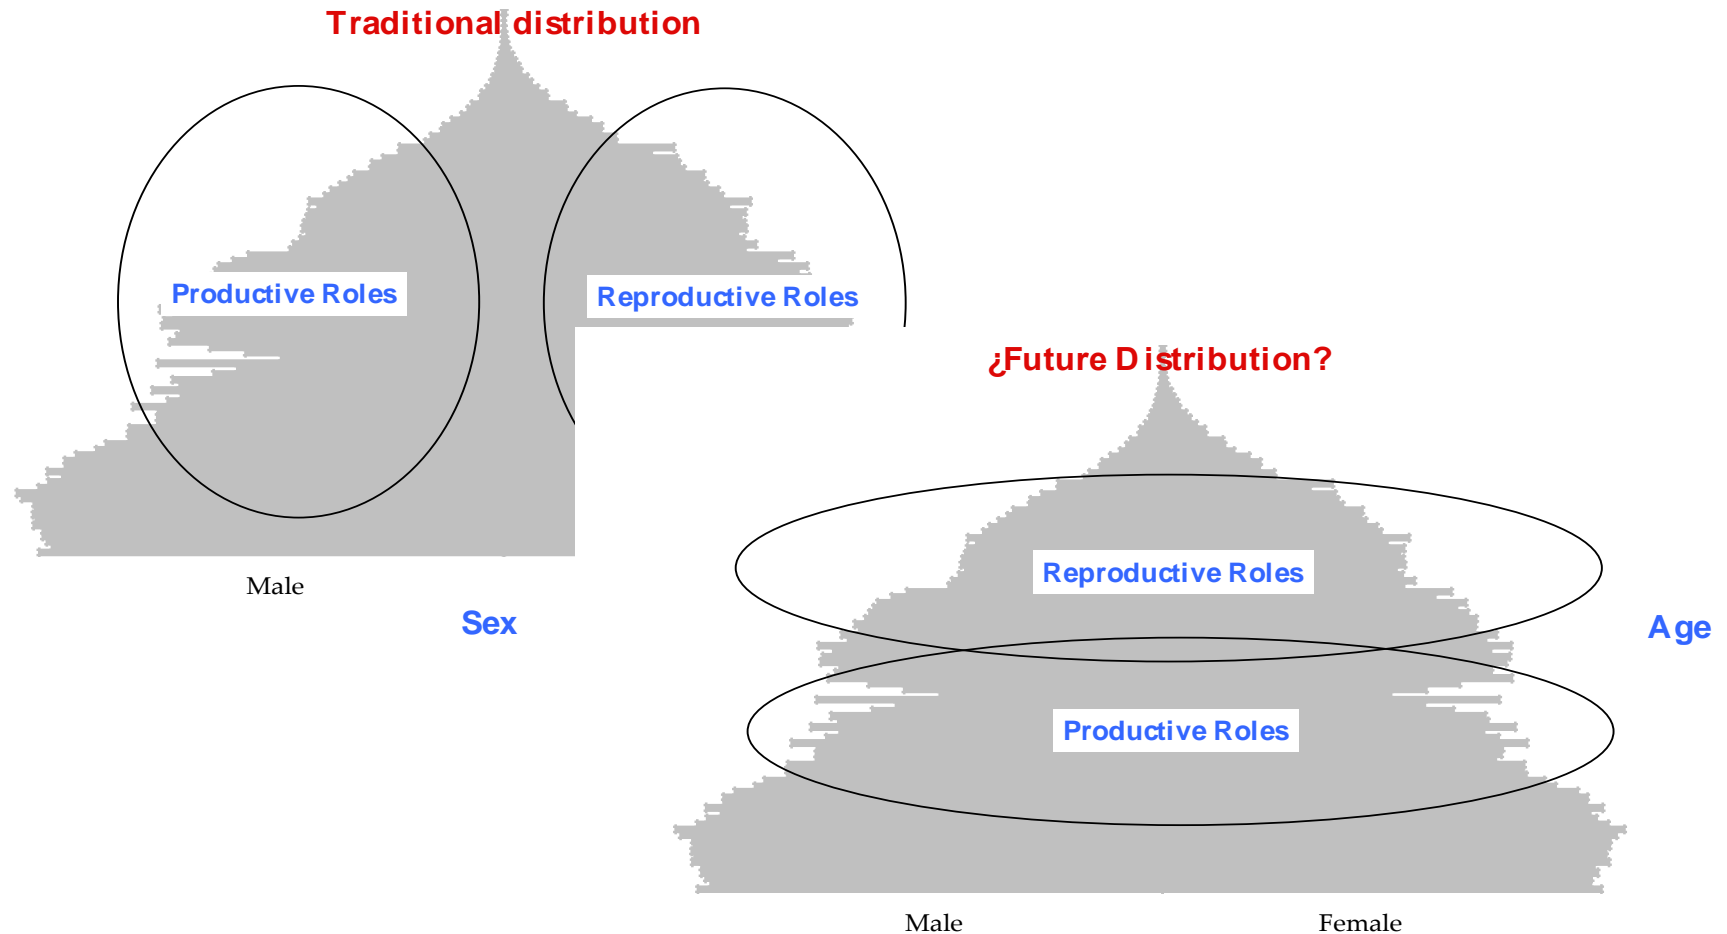 Traditional distribution
Productive Roles
Reproductive Roles
Male
Sex
¿Future Distribution?
Reproductive Roles
Age
Productive Roles
Male Female